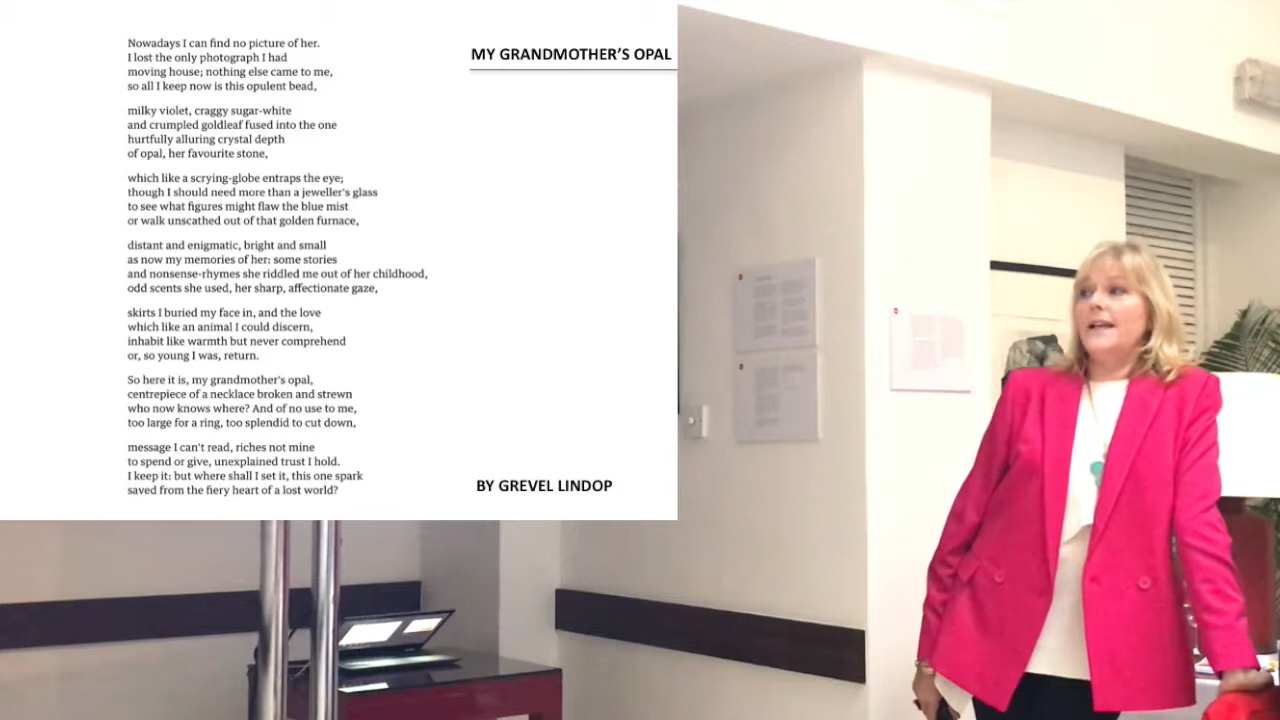 MY GRANDMOTHER'S OPAL
Nowadays I can find no picture of her.
I lost the only photograph I had
moving house; nothing else came to me,
so all I keep now is this opulent bead,
milky violet, craggy sugar-white
and crumpled goldleaf fused into the one
hurtfully alluring crystal depth
of opal, her favourite stone,
which like a scrying-globe entraps the eye;
though I should need more than a jeweller's glass
to see what figures might flaw the blue mist
or walk unscathed out of that golden furnace,
distant and enigmatic, bright and small
as now my memories of her: some stories
and nonsense-rhymes she riddled me out of her childhood,
odd scents she used, her sharp, affectionate gaze,
skirts I buried my face in, and the love
which like an animal I could discern,
inhabit like warmth but never comprehend
or, so young I was, return.
So here it is, my grandmother's opal,
centrepiece of a necklace broken and strewn
who now knows where? And of no use to me,
too large for a ring, too splendid to cut down,
message I can't read, riches not mine
to spend or give, unexplained trust I hold.
I keep it: but where shall I set it, this one spark
saved from the fiery heart of a lost world?
BY GREVEL LINDOP